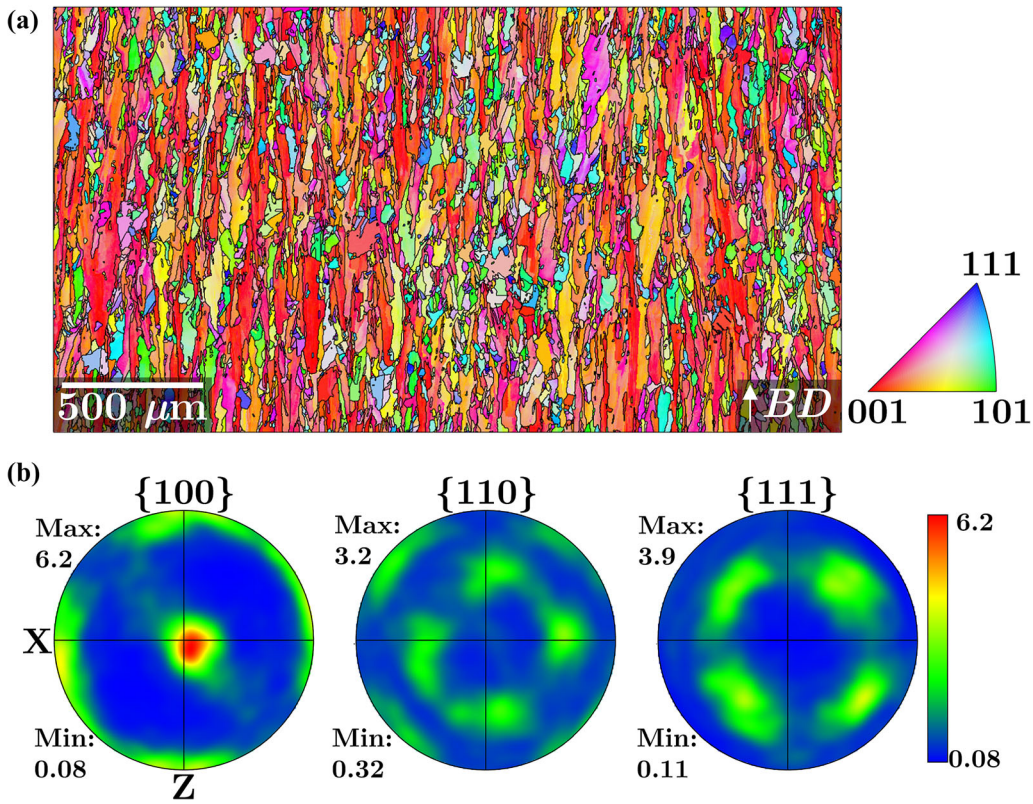 (a)
500 μm
BD
111
001
101
(b)
{100}
{110}
{111}
Max:
6.2
Max:
3.2
Max:
3.9
6.2
X
Min:
0.08
Min:
0.32
Min:
0.11
0.08
Z